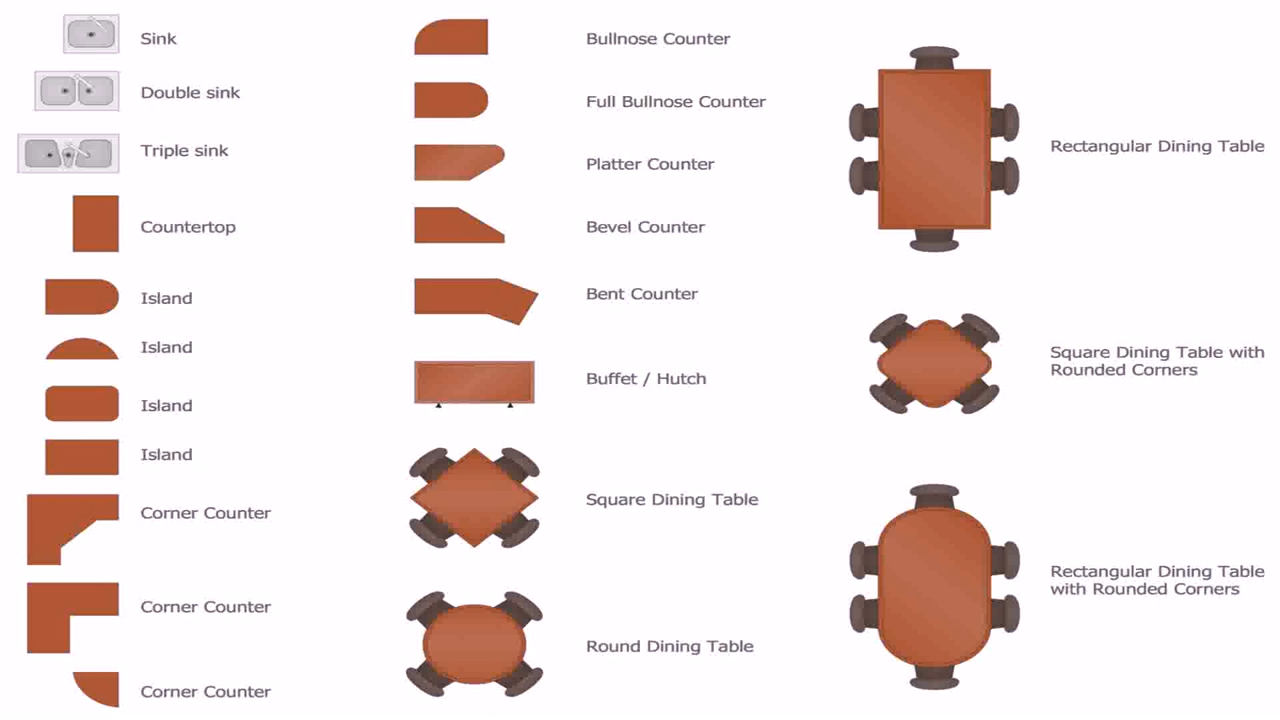 Sink
Double sink
Triple sink
Countertop
Island
Island
Island
Island
Corner Counter
Corner Counter
Corner Counter
Bullnose Counter
Full Bullnose Counter
Platter Counter
Bevel Counter
Bent Counter
Buffet / Hutch
Square Dining Table
Round Dining Table
Rectangular Dining Table
Square Dining Table with
Rounded Corners
Rectangular Dining Table
with Rounded Corners